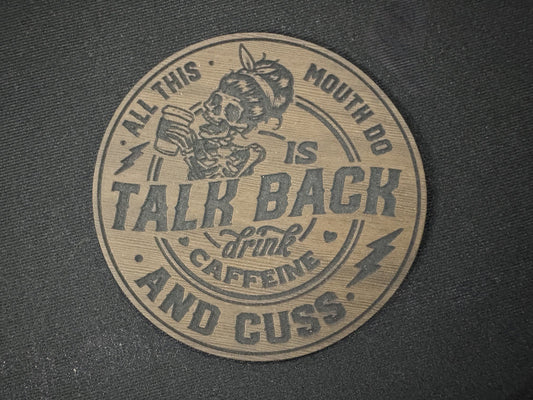 ALL THIS · MOUTH DO
IS
TALK BACK
drink
CAFFEINE
· AND CUSS ·